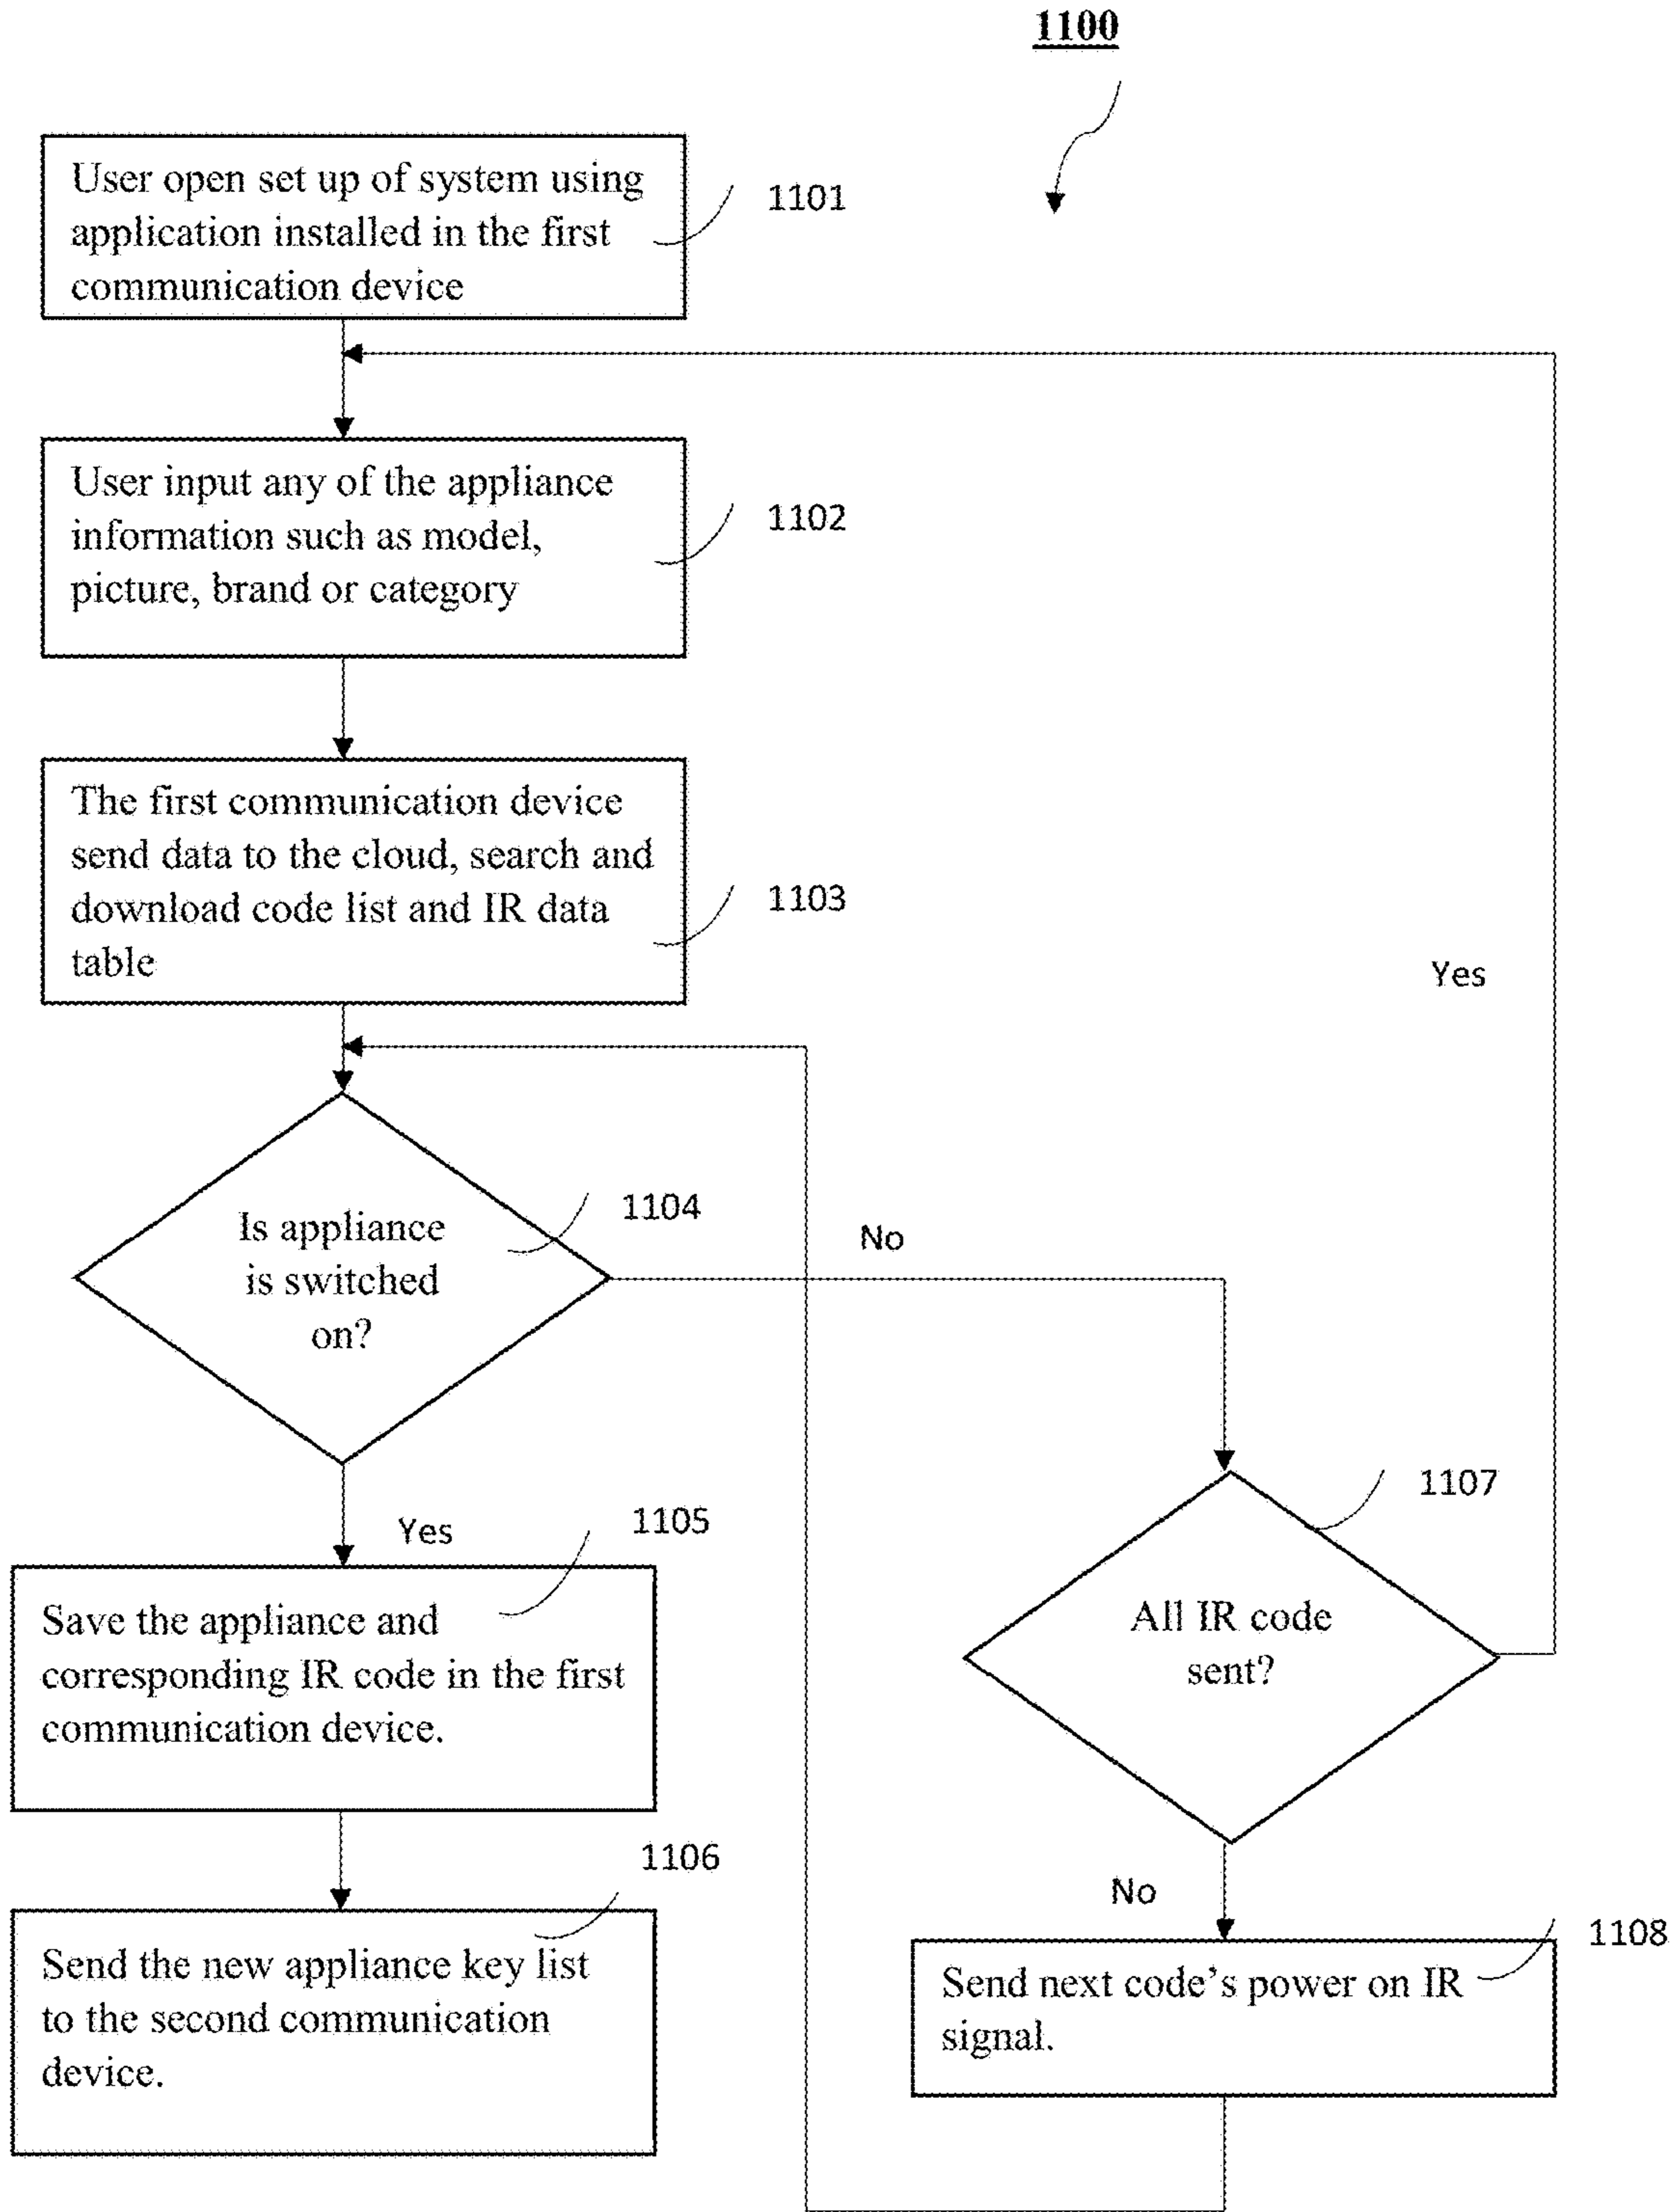 1100
User open set up of system using
application installed in the first
communication device
1101
User input any of the appliance
information such as model,
picture, brand or category
1102
The first communication device
send data to the cloud, search and
download code list and IR data
table
1103
Yes
Is appliance
is switched
on?
1104
No
Yes
1105
Save the appliance and
corresponding IR code in the first
communication device.
1107
All IR code
sent?
1106
Send the new appliance key list
to the second communication
device.
No
1108
Send next code's power on IR
signal.